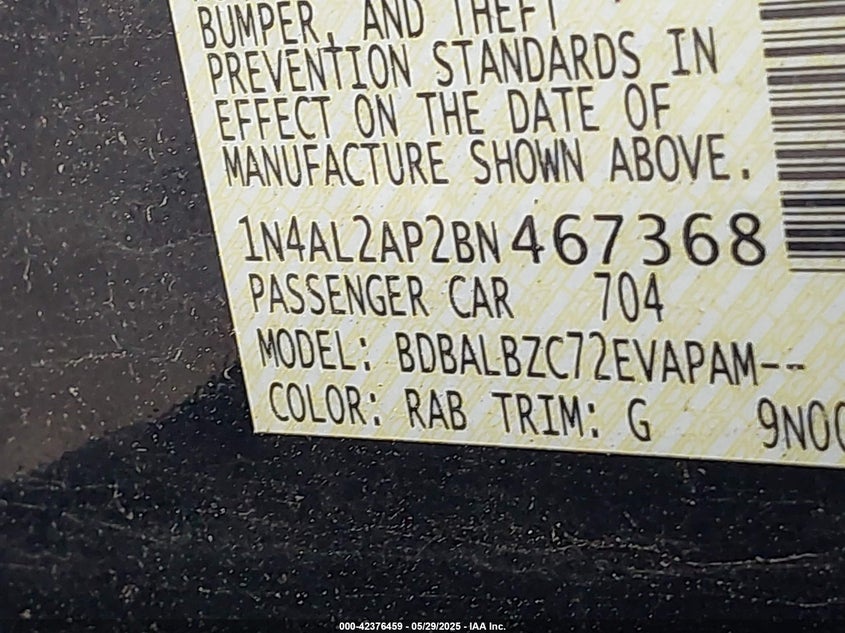 BUMPER, AND THEFT
PREVENTION STANDARDS IN
EFFECT ON THE DATE OF
MANUFACTURE SHOWN ABOVE.
1N4AL2AP2BN467368
PASSENGER CAR 704
MODEL: BDBALBZC72EVAPAM--
COLOR: RAB TRIM: G
000-42376459 - 05/29/2025 - IAA Inc.